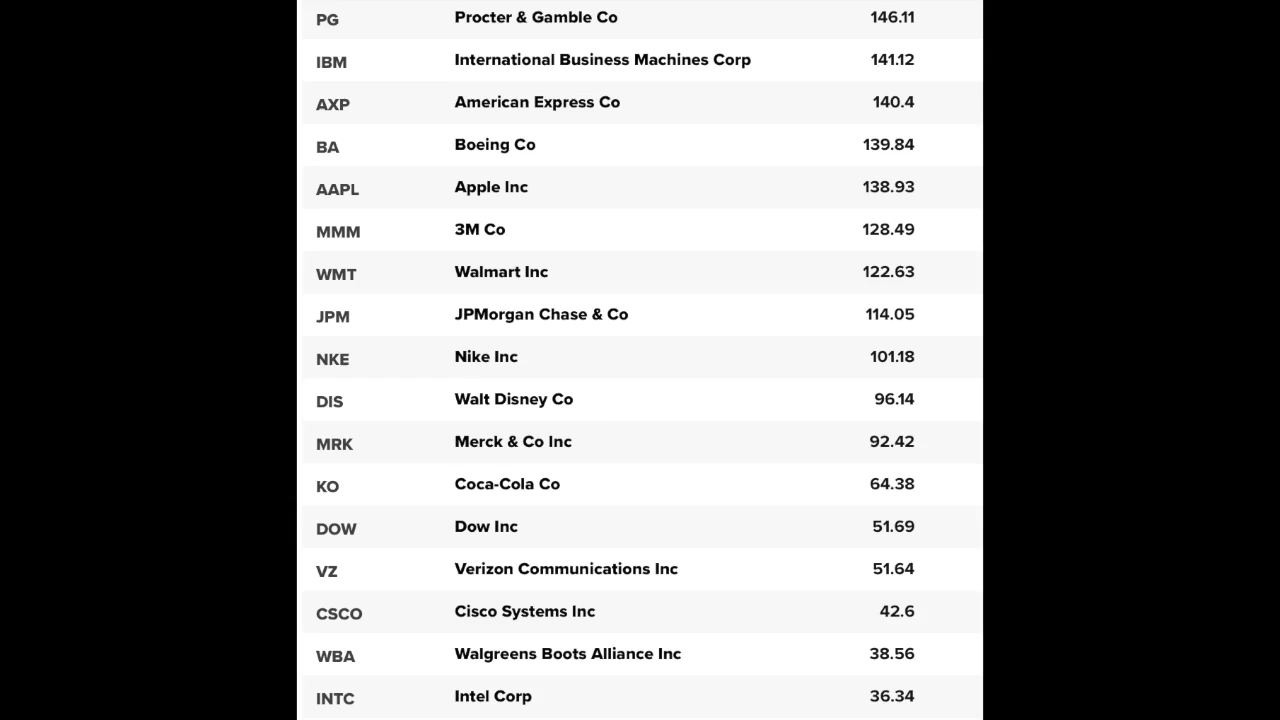 PG Procter & Gamble Co 146.11
IBM International Business Machines Corp 141.12
AXP American Express Co 140.4
BA Boeing Co 139.84
AAPL Apple Inc 138.93
MMM 3M Co 128.49
WMT Walmart Inc 122.63
JPM JPMorgan Chase & Co 114.05
NKE Nike Inc 101.18
DIS Walt Disney Co 96.14
MRK Merck & Co Inc 92.42
KO Coca-Cola Co 64.38
DOW Dow Inc 51.69
VZ Verizon Communications Inc 51.64
CSCO Cisco Systems Inc 42.6
WBA Walgreens Boots Alliance Inc 38.56
INTC Intel Corp 36.34